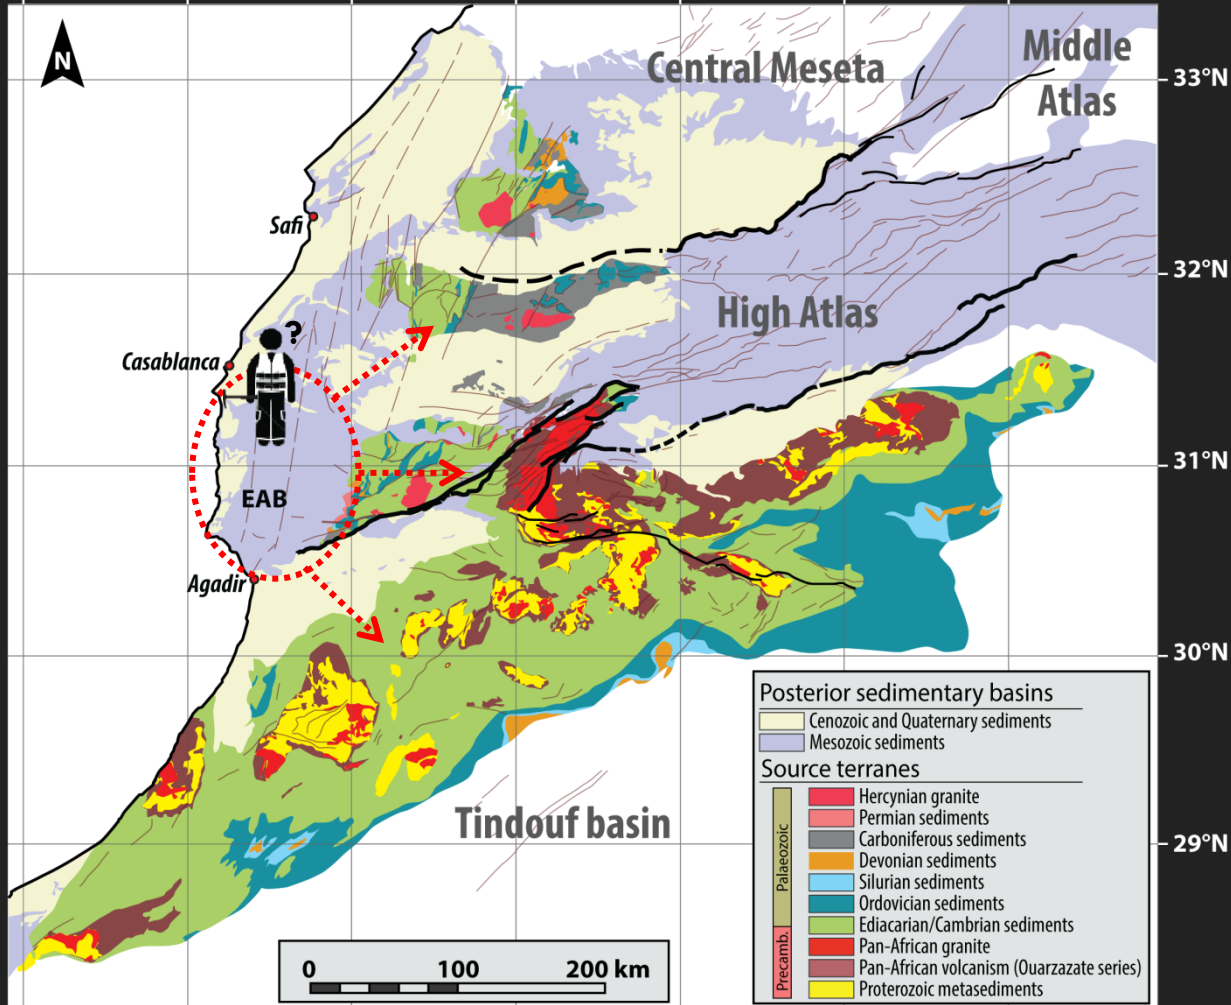 N
Central Meseta
Middle
Atlas
33°N
Safi
32°N
High Atlas
?
Casablanca
31°N
EAB
Agadir
30°N
Tindouf basin
29°N
0 100 200 km
Posterior sedimentary basins
Cenozoic and Quaternary sediments
Mesozoic sediments
Source terranes
Palaeozoic
Hercynian granite
Permian sediments
Carboniferous sediments
Devonian sediments
Silurian sediments
Ordovician sediments
Ediacarian/Cambrian sediments
Precamb.
Pan-African granite
Pan-African volcanism (Ouarzazate series)
Proterozoic metasediments